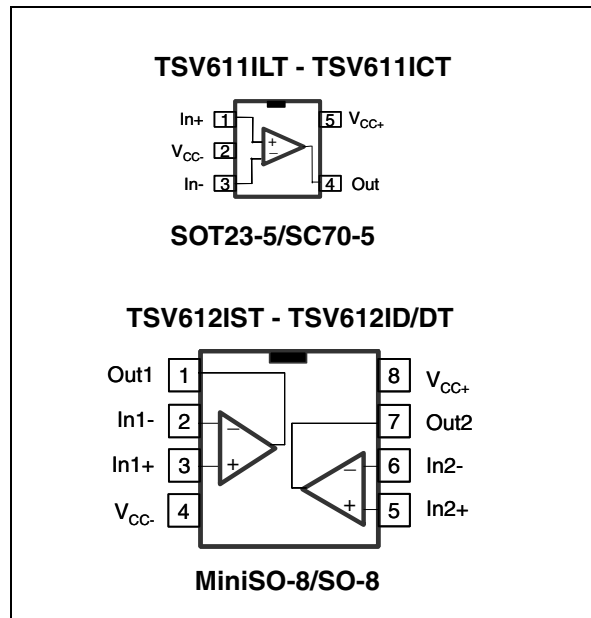 TSV611ILT - TSV611ICT
In+ 1 5 VCC+
+
VCC- 2
−
In- 3 4 Out
SOT23-5/SC70-5
TSV612IST - TSV612ID/DT
Out1 1 8 VCC+
In1- 2 − 7 Out2
In1+ 3 + − 6 In2-
VCC- 4 + 5 In2+
MiniSO-8/SO-8